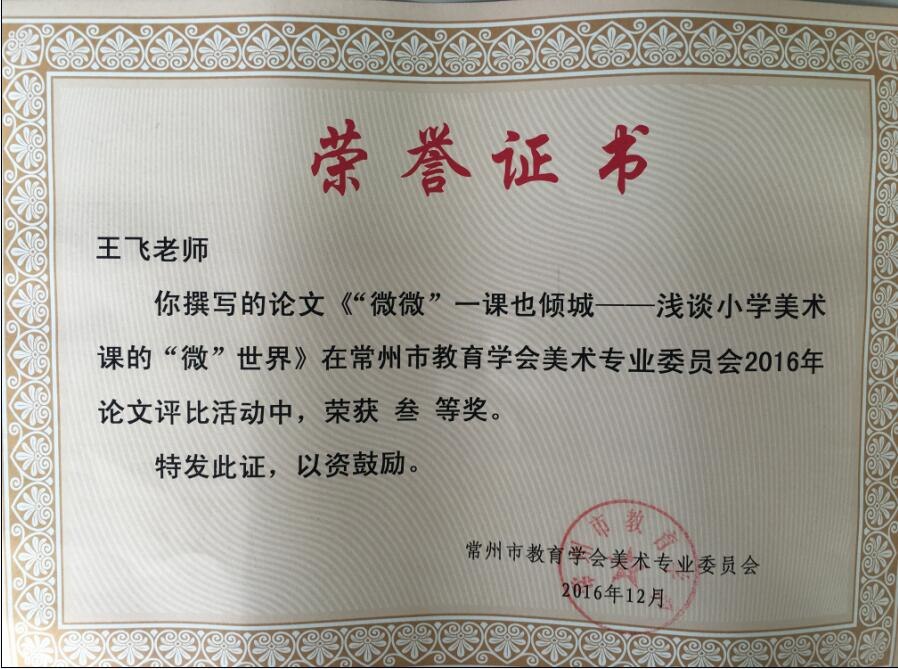 荣誉证书
王飞老师
你撰写的论文《“微微”一课也倾城——浅谈小学美术
课的“微”世界》在常州市教育学会美术专业委员会2016年
论文评比活动中，荣获 叁 等奖。
特发此证，以资鼓励。
常州市教育学会美术专业委员会
2016年12月